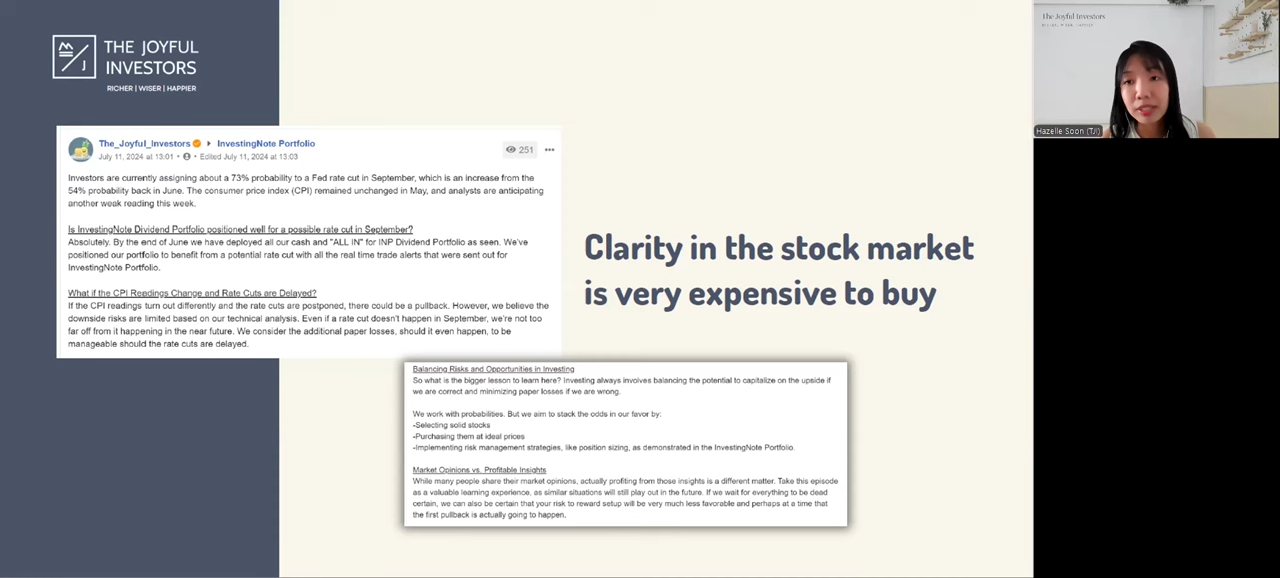 THE JOYFUL
INVESTORS
RICHER | WISER | HAPPIER
The_Joyful_Investors InvestingNote Portfolio
July 11, 2024 at 13:01 • • Edited July 11, 2024 at 13:03
251
Investors are currently assigning about a 73% probability to a Fed rate cut in September, which is an increase from the
54% probability back in June. The consumer price index (CPI) remained unchanged in May, and analysts are anticipating
another weak reading this week.
Is InvestingNote Dividend Portfolio positioned well for a possible rate cut in September?
Absolutely. By the end of June we have deployed all our cash and "ALL IN" for INP Dividend Portfolio as seen. We've
positioned our portfolio to benefit from a potential rate cut with all the real time trade alerts that were sent out for
InvestingNote Portfolio.
What if the CPI Readings Change and Rate Cuts are Delayed?
If the CPI readings turn out differently and the rate cuts are postponed, there could be a pullback. However, we believe the
downside risks are limited based on our technical analysis. Even if a rate cut doesn't happen in September, we're not too
far off from it happening in the near future. We consider the additional paper losses, should it even happen, to be
manageable should the rate cuts are delayed.
Clarity in the stock market
is very expensive to buy
Balancing Risks and Opportunities in Investing
So what is the bigger lesson to learn here? Investing always involves balancing the potential to capitalize on the upside if
we are correct and minimizing paper losses if we are wrong.
We work with probabilities. But we aim to stack the odds in our favor by:
-Selecting solid stocks
-Purchasing them at ideal prices
-Implementing risk management strategies, like position sizing, as demonstrated in the InvestingNote Portfolio.
Market Opinions vs. Profitable Insights
While many people share their market opinions, actually profiting from those insights is a different matter. Take this episode
as a valuable learning experience, as similar situations will still play out in the future. If we wait for everything to be dead
certain, we can also be certain that your risk to reward setup will be very much less favorable and perhaps at a time that
the first pullback is actually going to happen.
The Joyful Investors
Hazelle Soon (TJI)